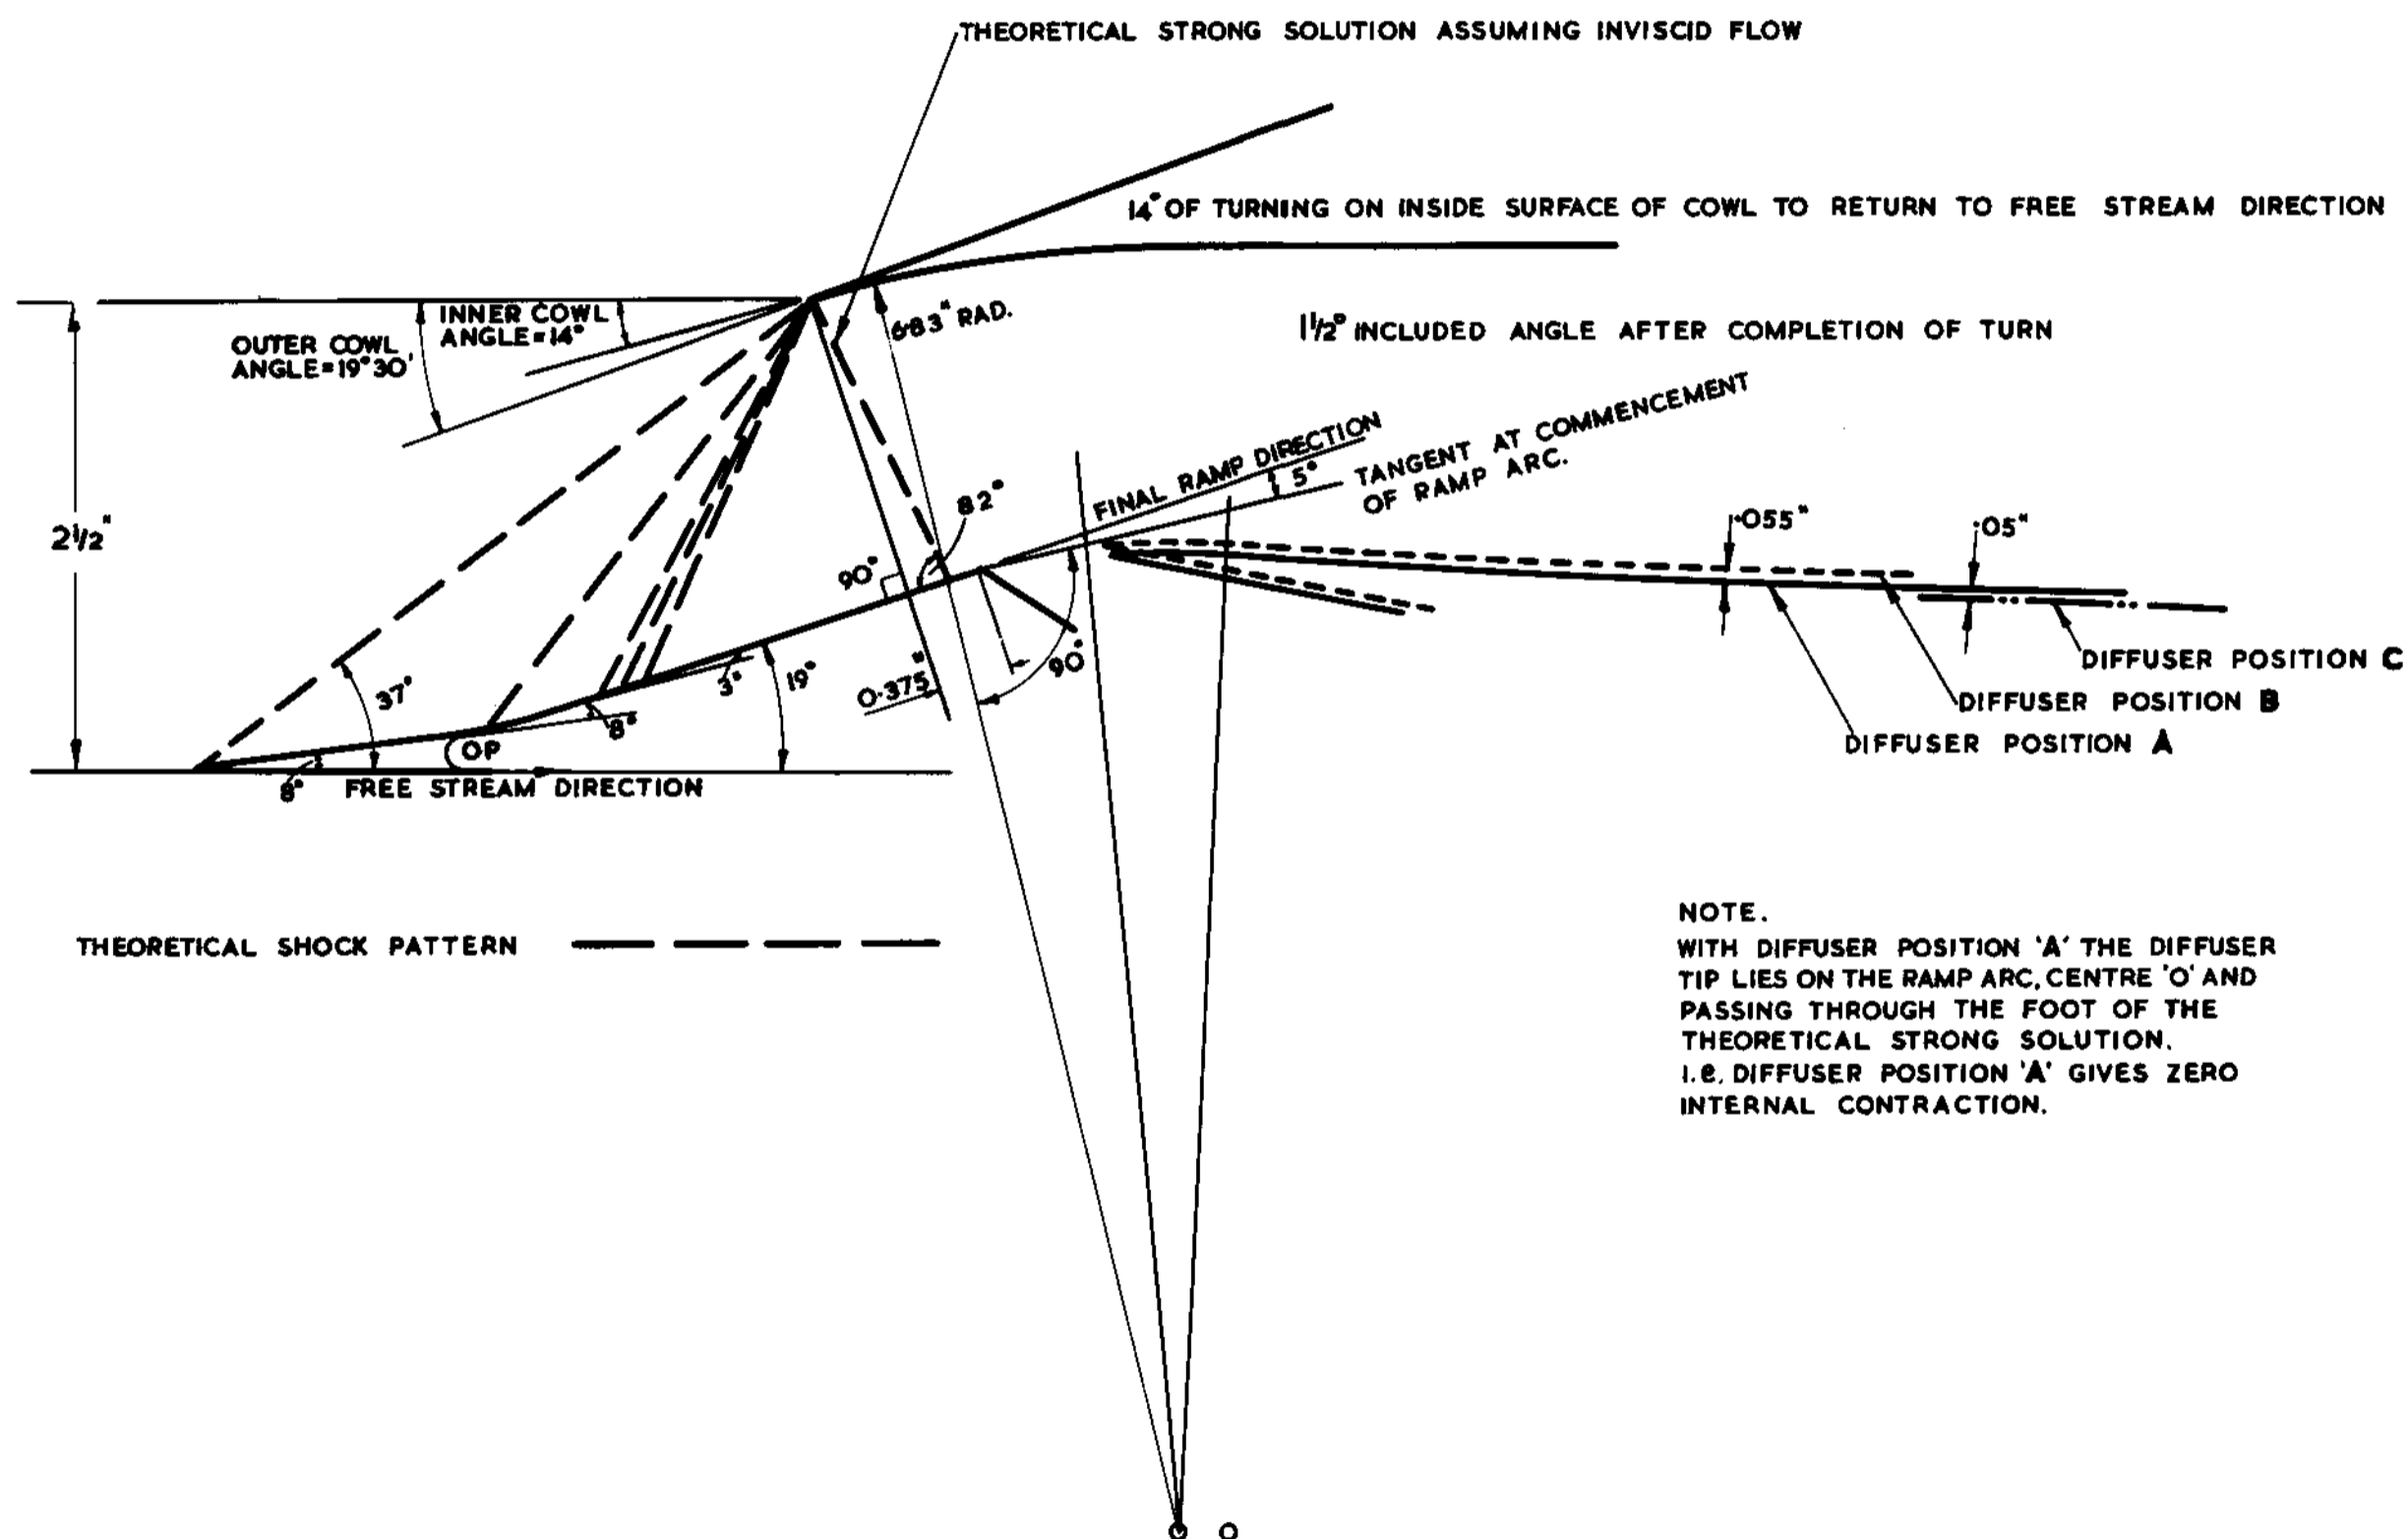 THEORETICAL STRONG SOLUTION ASSUMING INVISCID FLOW
14° OF TURNING ON INSIDE SURFACE OF COWL TO RETURN TO FREE STREAM DIRECTION
INNER COWL
ANGLE=14°
OUTER COWL
ANGLE=19°30'
6·83" RAD.
1 1/2° INCLUDED ANGLE AFTER COMPLETION OF TURN
FINAL RAMP DIRECTION
5°
TANGENT AT COMMENCEMENT
OF RAMP ARC.
2 1/2"
82°
90°
·055"
·05"
90°
37°
3°
19°
0·375"
8°
OP
8°
FREE STREAM DIRECTION
DIFFUSER POSITION C
DIFFUSER POSITION B
DIFFUSER POSITION A
THEORETICAL SHOCK PATTERN
NOTE.
WITH DIFFUSER POSITION 'A' THE DIFFUSER
TIP LIES ON THE RAMP ARC, CENTRE 'O' AND
PASSING THROUGH THE FOOT OF THE
THEORETICAL STRONG SOLUTION.
i.e. DIFFUSER POSITION 'A' GIVES ZERO
INTERNAL CONTRACTION.
O